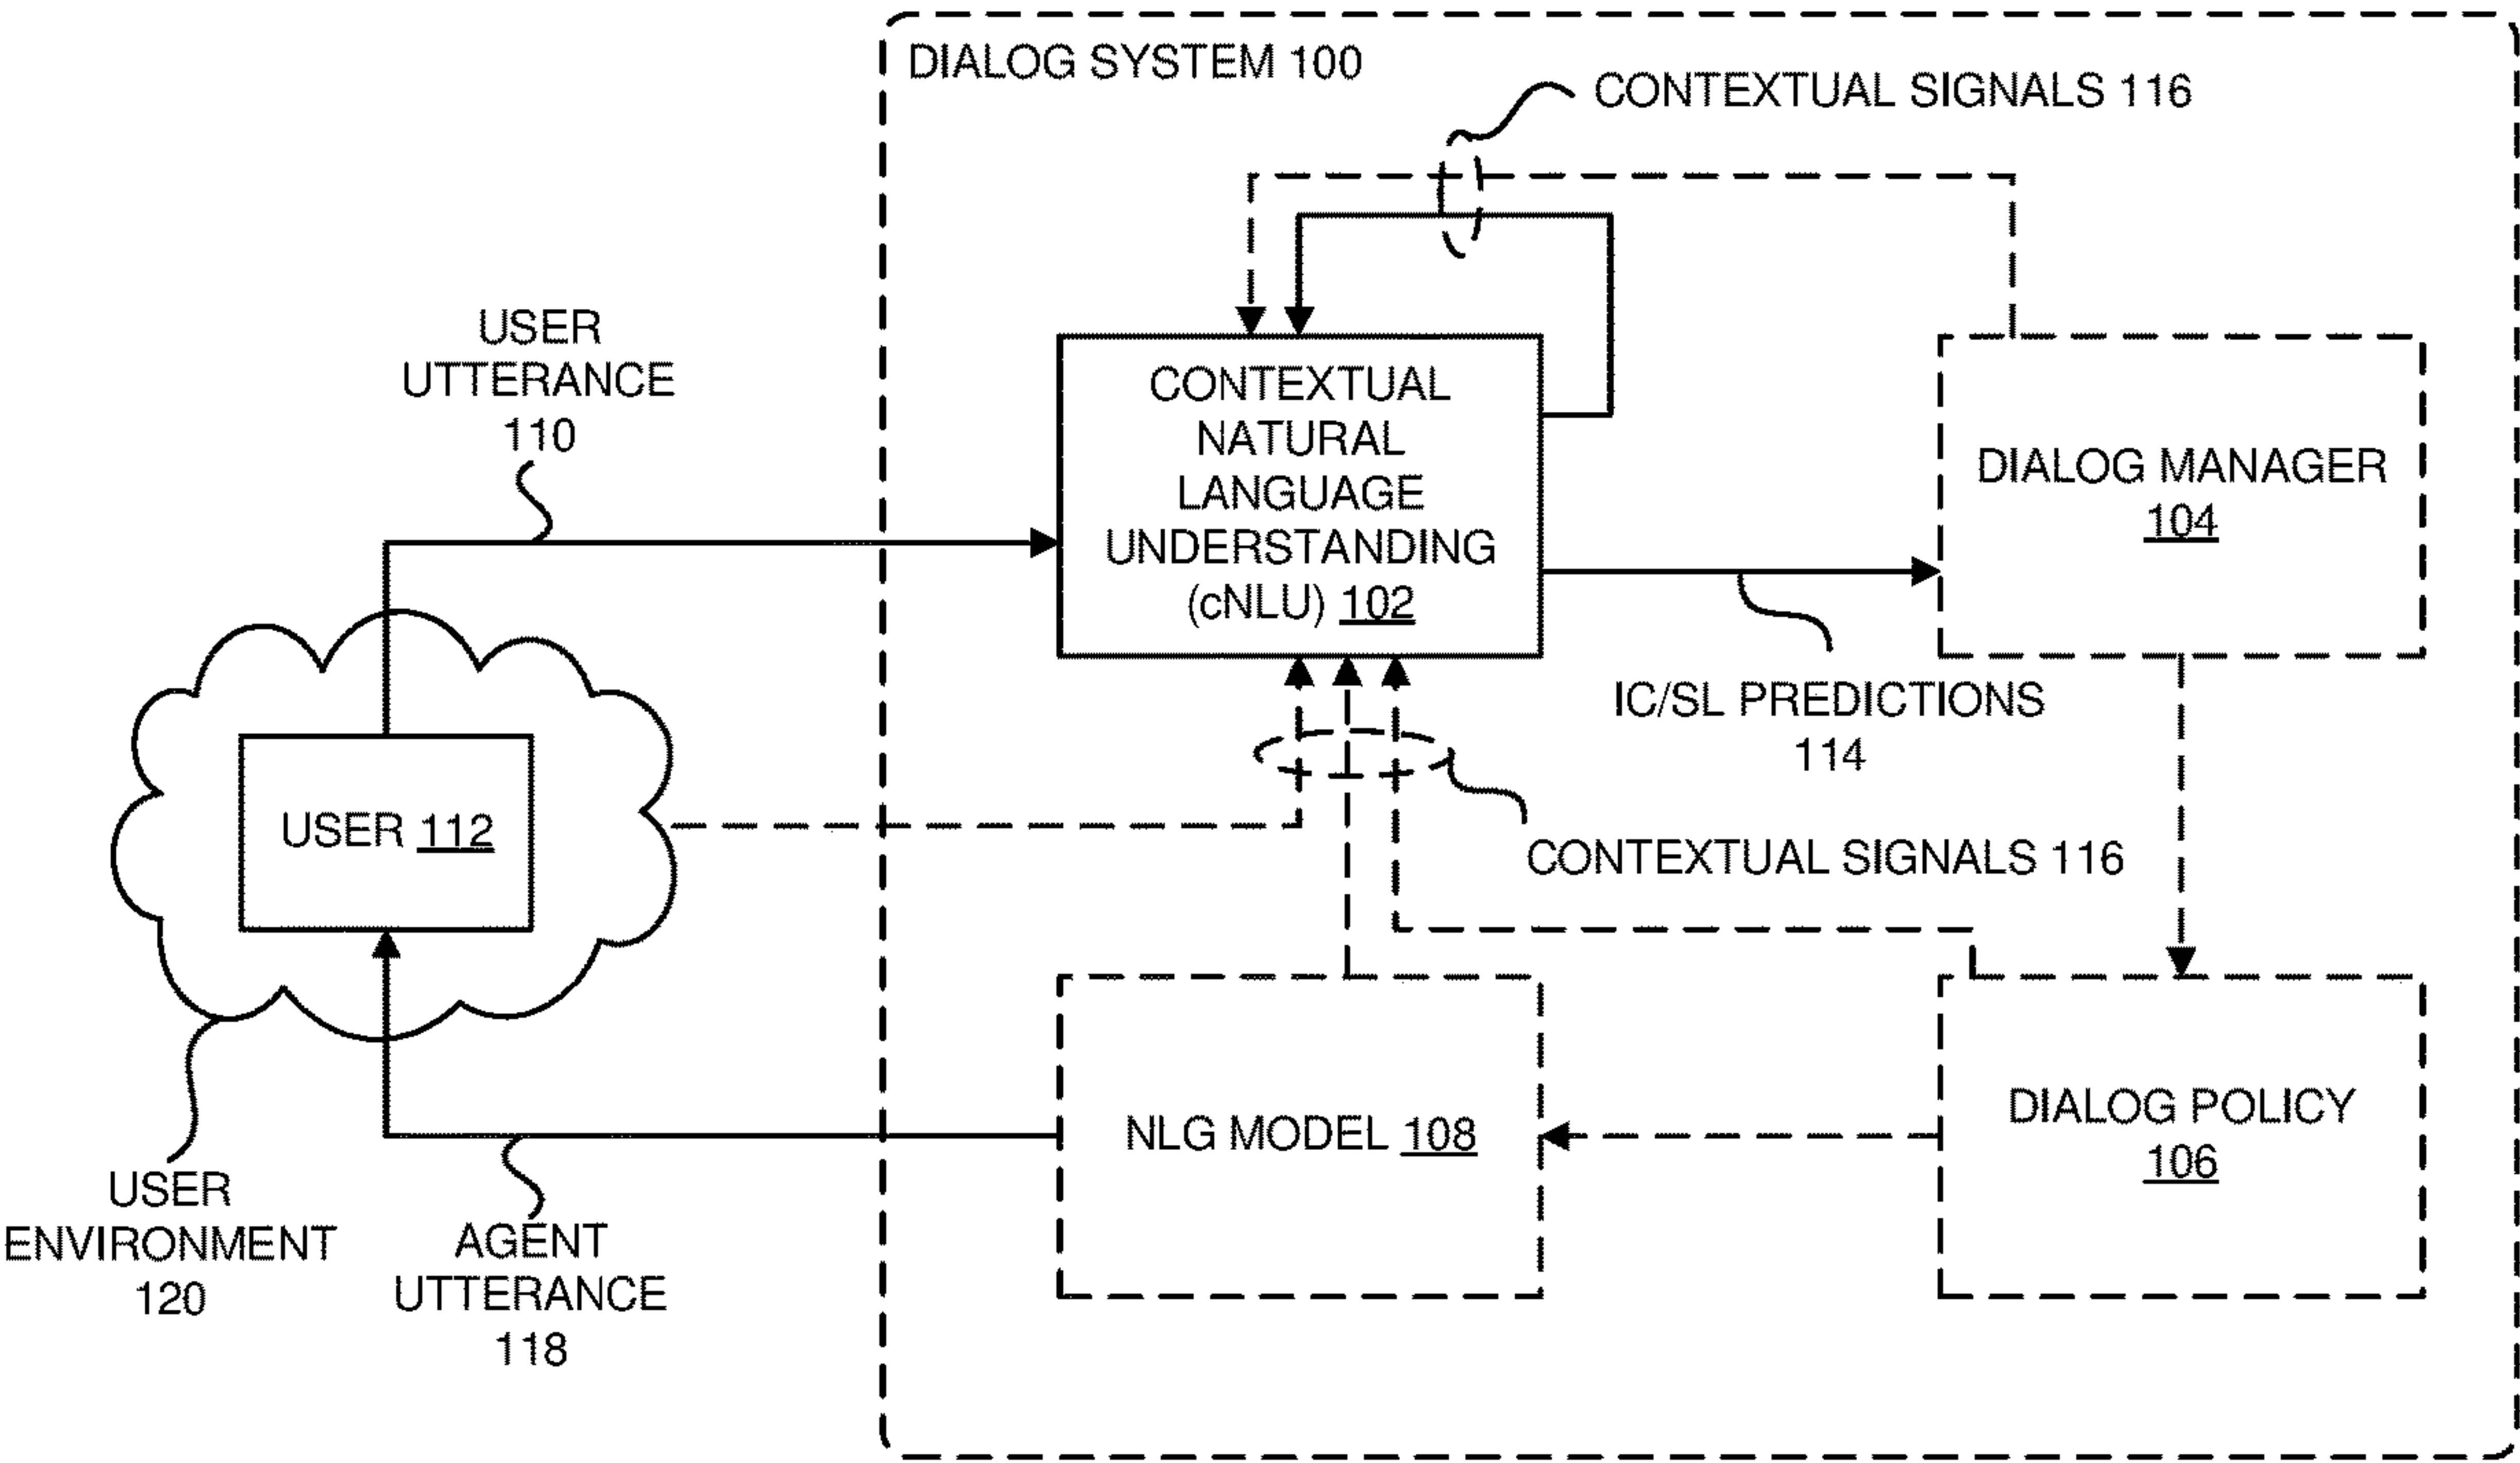 DIALOG SYSTEM 100
CONTEXTUAL SIGNALS 116
USER
UTTERANCE
110
CONTEXTUAL
NATURAL
LANGUAGE
UNDERSTANDING
(cNLU) 102
DIALOG MANAGER
104
IC/SL PREDICTIONS
114
USER 112
CONTEXTUAL SIGNALS 116
NLG MODEL 108
DIALOG POLICY
106
USER
ENVIRONMENT
120
AGENT
UTTERANCE
118